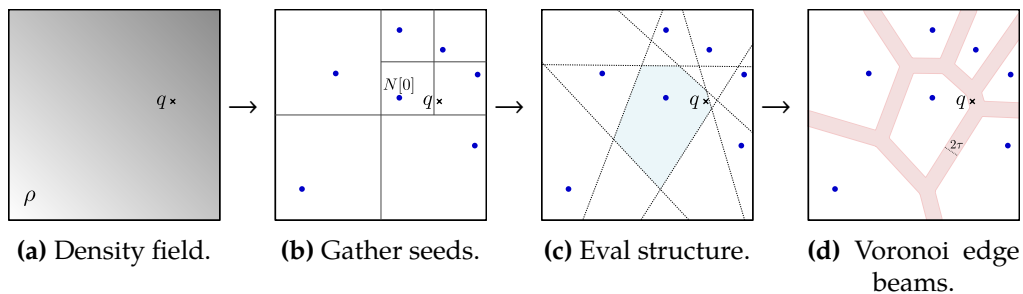 q
ρ
N[0]
q
q
q
2τ
(a) Density field.
(b) Gather seeds.
(c) Eval structure.
(d) Voronoi edge
beams.